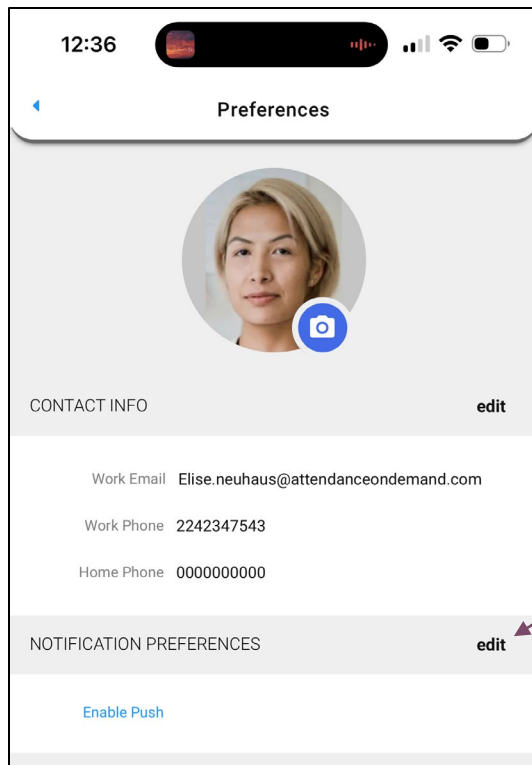 12:36
Preferences
CONTACT INFO edit
Work Email Elise.neuhaus@attendanceondemand.com
Work Phone 2242347543
Home Phone 0000000000
NOTIFICATION PREFERENCES edit
Enable Push